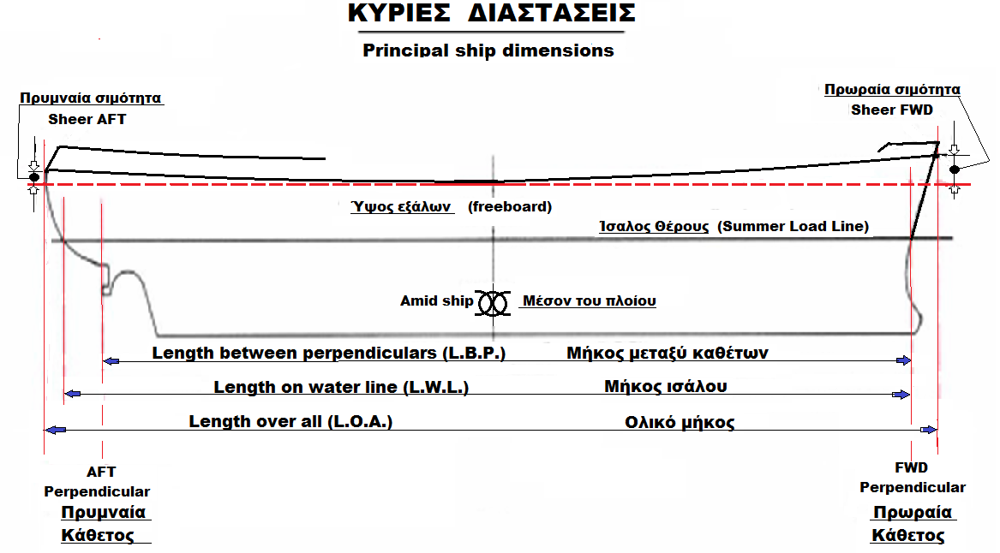 ΚΥΡΙΕΣ ΔΙΑΣΤΑΣΕΙΣ
Principal ship dimensions
Πρυμναία σιμότητα
Sheer AFT
Πρωραία σιμότητα
Sheer FWD
Ύψος εξάλων (freeboard)
Ίσαλος Θέρους (Summer Load Line)
Amid ship Μέσον του πλοίου
Length between perpendiculars (L.B.P.) Μήκος μεταξύ καθέτων
Length on water line (L.W.L.) Μήκος ισάλου
Length over all (L.O.A.) Ολικό μήκος
AFT
Perpendicular
Πρυμναία
Κάθετος
FWD
Perpendicular
Πρωραία
Κάθετος